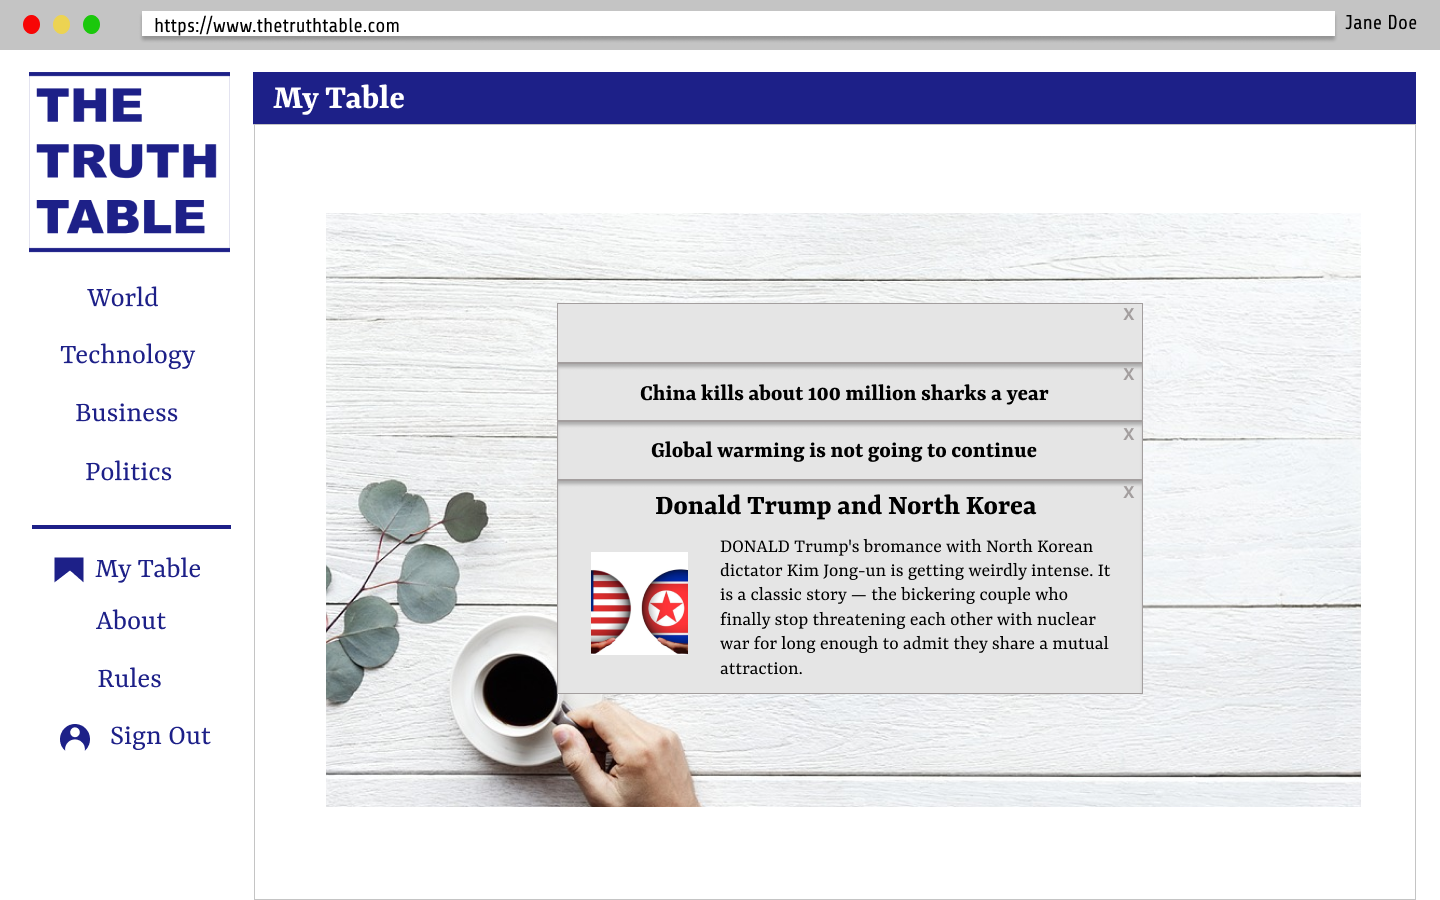 https://www.thetruthtable.com
Jane Doe
THE
TRUTH
TABLE
World
Technology
Business
Politics
My Table
About
Rules
Sign Out
My Table
X
X
China kills about 100 million sharks a year
X
Global warming is not going to continue
X
Donald Trump and North Korea
DONALD Trump's bromance with North Korean
dictator Kim Jong-un is getting weirdly intense. It
is a classic story — the bickering couple who
finally stop threatening each other with nuclear
war for long enough to admit they share a mutual
attraction.